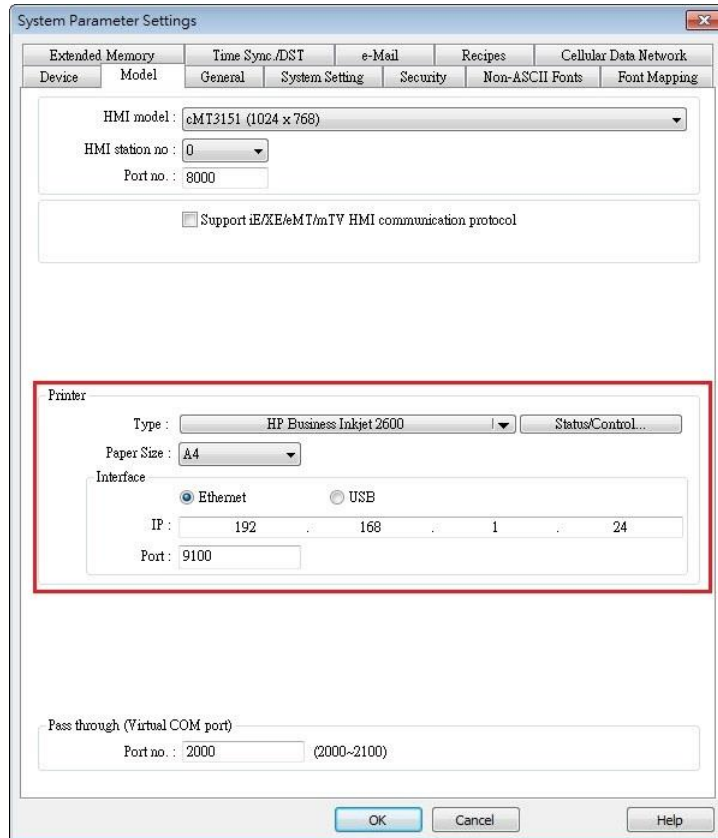 System Parameter Settings
Extended Memory Time Sync./DST e-Mail Recipes Cellular Data Network
Device Model General System Setting Security Non-ASCII Fonts Font Mapping
HMI model : cMT3151 (1024 x 768)
HMI station no : 0
Port no. : 8000
Support iE/XE/eMT/mTV HMI communication protocol
Printer
Type : HP Business Inkjet 2600 Status/Control...
Paper Size : A4
Interface
Ethernet USB
IP : 192 . 168 . 1 . 24
Port : 9100
Pass through (Virtual COM port)
Port no. : 2000 (2000~2100)
OK Cancel Help